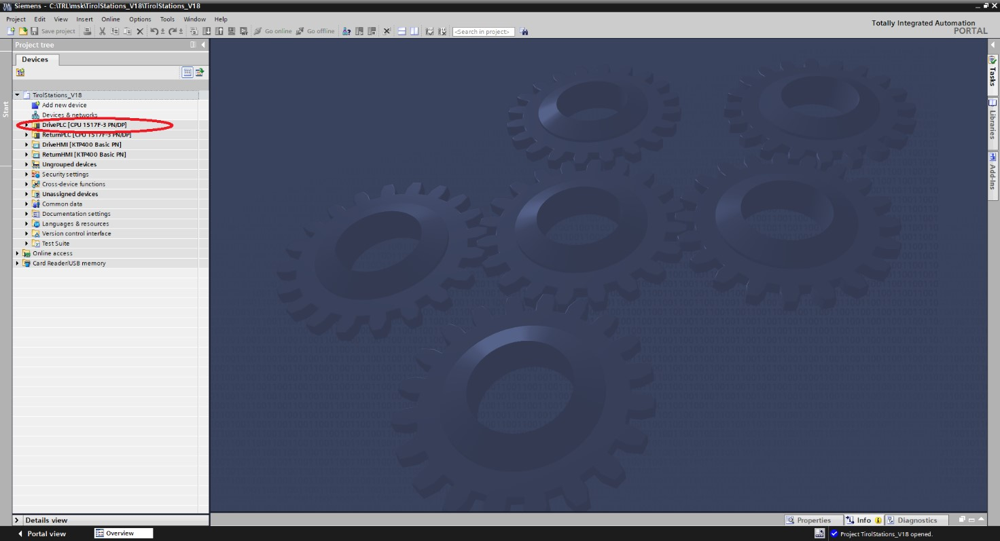 Siemens - C:\TRL\msk\TirolStations_V18\TirolStations_V18
Project Edit View Insert Online Options Tools Window Help
Save project Go online Go offline <Search in project>
Totally Integrated Automation
PORTAL
Project tree
Devices
Start
TirolStations_V18
Add new device
Devices & networks
DrivePLC [CPU 1517F-3 PN/DP]
ReturnPLC [CPU 1517F-3 PN/DP]
DriveHMI [KTP400 Basic PN]
ReturnHMI [KTP400 Basic PN]
Ungrouped devices
Security settings
Cross-device functions
Unassigned devices
Common data
Documentation settings
Languages & resources
Version control interface
Test Suite
Online access
Card Reader/USB memory
Tasks
Libraries
Add-Ins
Details view
Properties Info Diagnostics
Portal view Overview
Project TirolStations_V18 opened.